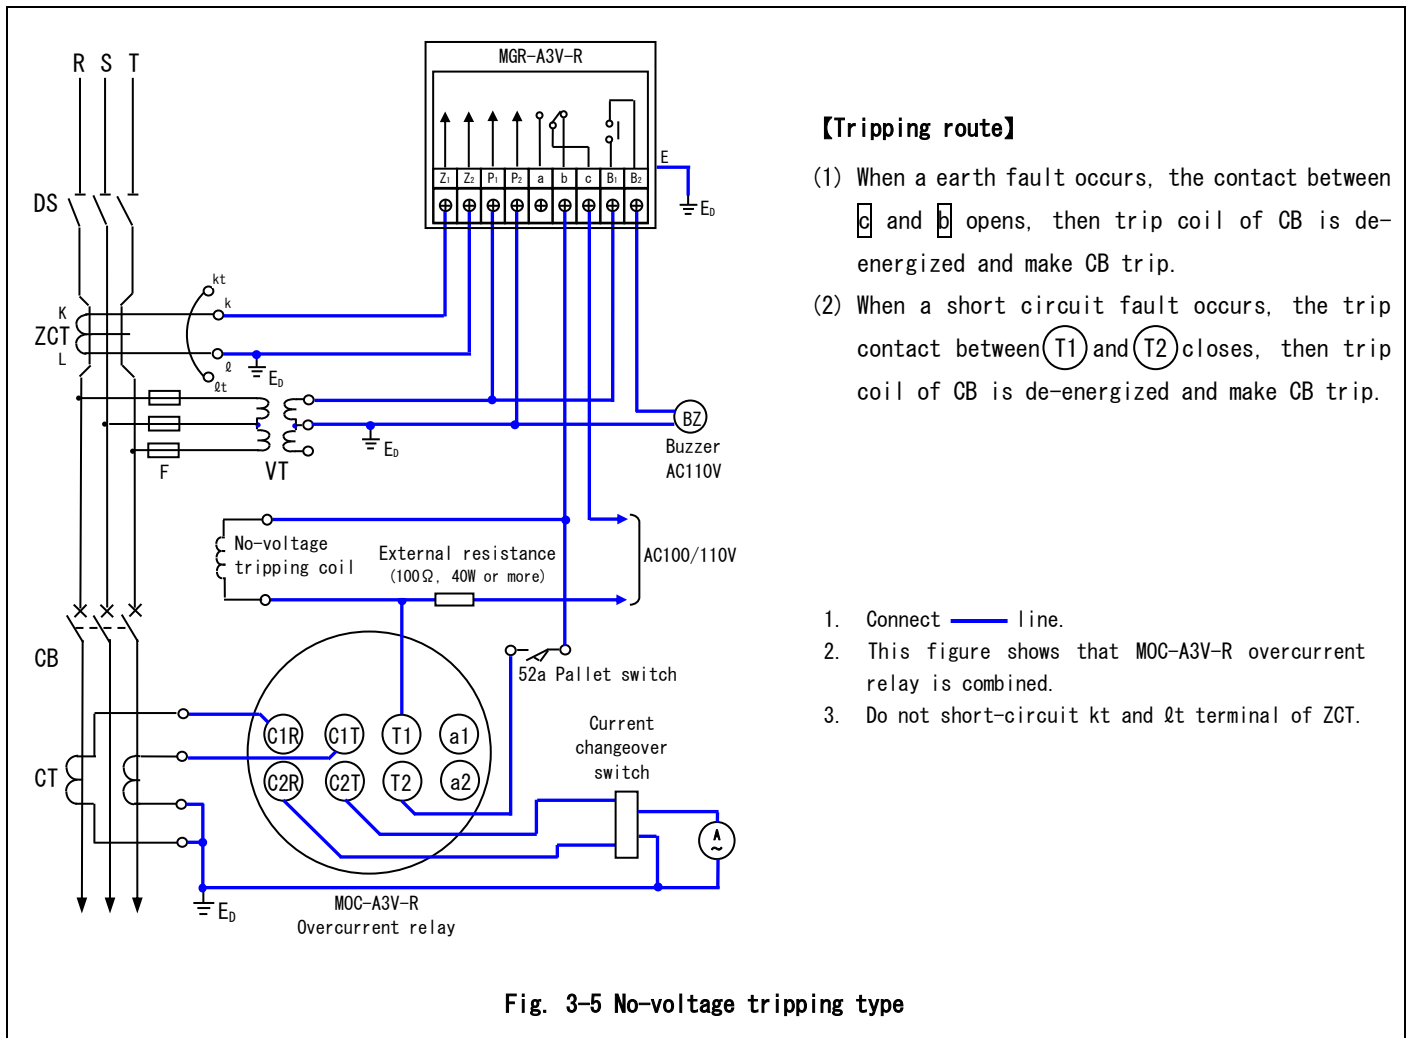 R S T
MGR-A3V-R
Z₁ Z₂ P₁ P₂ a b c B₁ B₂
E
E_D
DS
kt
k
K
ZCT
L
ℓ
E_D
ℓt
F
VT
E_D
BZ
Buzzer
AC110V
No-voltage
tripping coil
External resistance
(100Ω, 40W or more)
AC100/110V
CB
52a Pallet switch
Current
changeover
switch
C1R C1T T1 a1
C2R C2T T2 a2
CT
A
~
E_D
MOC-A3V-R
Overcurrent relay
【Tripping route】
(1) When a earth fault occurs, the contact between
c and b opens, then trip coil of CB is de-
energized and make CB trip.
(2) When a short circuit fault occurs, the trip
contact between T1 and T2 closes, then trip
coil of CB is de-energized and make CB trip.
1. Connect line.
2. This figure shows that MOC-A3V-R overcurrent
relay is combined.
3. Do not short-circuit kt and ℓt terminal of ZCT.
Fig. 3-5 No-voltage tripping type